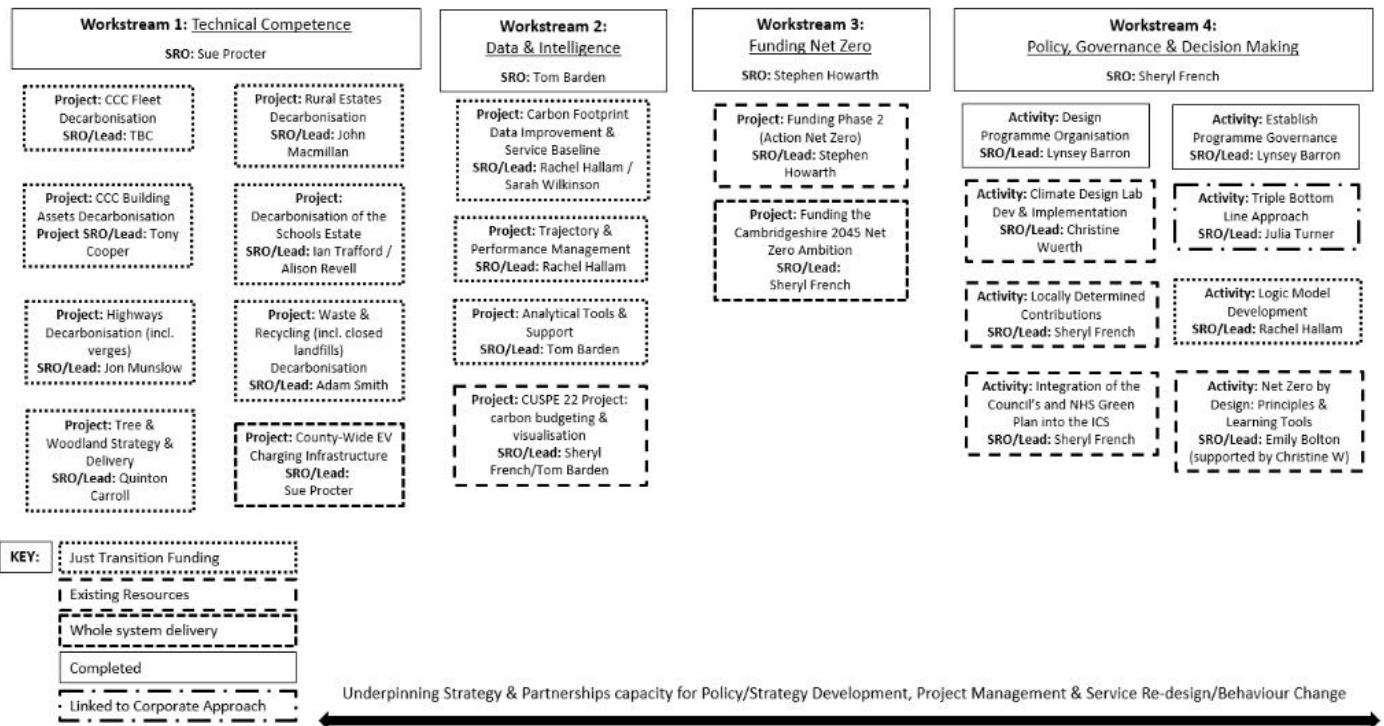 Workstream 1: Technical Competence
SRO: Sue Procter
Project: CCC Fleet
Decarbonisation
SRO/Lead: TBC
Project: Rural Estates
Decarbonisation
SRO/Lead: John
Macmillan
Project: CCC Building
Assets Decarbonisation
Project SRO/Lead: Tony
Cooper
Project:
Decarbonisation of the
Schools Estate
SRO/Lead: Ian Trafford /
Alison Revell
Project: Highways
Decarbonisation (incl.
verges)
SRO/Lead: Jon Munslow
Project: Waste &
Recycling (incl. closed
landfills)
Decarbonisation
SRO/Lead: Adam Smith
Project: Tree &
Woodland Strategy &
Delivery
SRO/Lead: Quinton
Carroll
Project: County-Wide EV
Charging Infrastructure
SRO/Lead:
Sue Procter
Workstream 2:
Data & Intelligence
SRO: Tom Barden
Project: Carbon Footprint
Data Improvement &
Service Baseline
SRO/Lead: Rachel Hallam /
Sarah Wilkinson
Project: Trajectory &
Performance Management
SRO/Lead: Rachel Hallam
Project: Analytical Tools &
Support
SRO/Lead: Tom Barden
Project: CUSPE 22 Project:
carbon budgeting &
visualisation
SRO/Lead: Sheryl
French/Tom Barden
Workstream 3:
Funding Net Zero
SRO: Stephen Howarth
Project: Funding Phase 2
(Action Net Zero)
SRO/Lead: Stephen
Howarth
Project: Funding the
Cambridgeshire 2045 Net
Zero Ambition
SRO/Lead:
Sheryl French
Workstream 4:
Policy, Governance & Decision Making
SRO: Sheryl French
Activity: Design
Programme Organisation
SRO/Lead: Lynsey Barron
Activity: Establish
Programme Governance
SRO/Lead: Lynsey Barron
Activity: Climate Design Lab
Dev & Implementation
SRO/Lead: Christine
Wuerth
Activity: Triple Bottom
Line Approach
SRO/Lead: Julia Turner
Activity: Locally Determined
Contributions
SRO/Lead: Sheryl French
Activity: Logic Model
Development
SRO/Lead: Rachel Hallam
Activity: Integration of the
Council's and NHS Green
Plan into the ICS
SRO/Lead: Sheryl French
Activity: Net Zero by
Design: Principles &
Learning Tools
SRO/Lead: Emily Bolton
(supported by Christine W)
KEY:
Just Transition Funding
Existing Resources
Whole system delivery
Completed
Linked to Corporate Approach
Underpinning Strategy & Partnerships capacity for Policy/Strategy Development, Project Management & Service Re-design/Behaviour Change